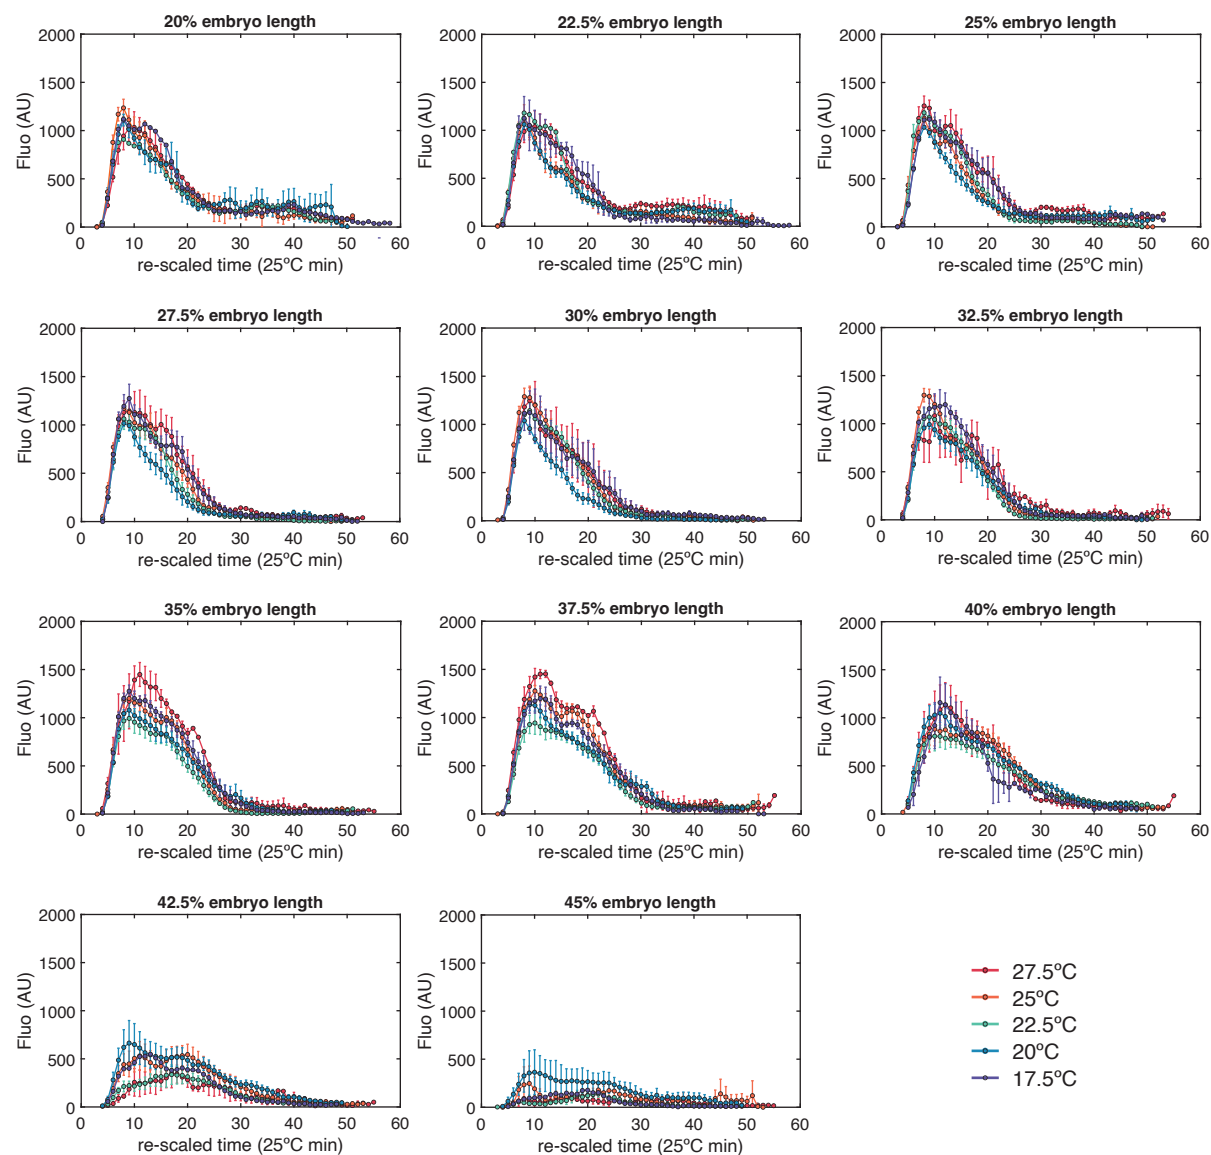 20% embryo length
22.5% embryo length
25% embryo length
2000
1500
1000
500
0
Fluo (AU)
0 10 20 30 40 50 60
re-scaled time (25ºC min)
2000
1500
1000
500
0
Fluo (AU)
0 10 20 30 40 50 60
re-scaled time (25ºC min)
2000
1500
1000
500
0
Fluo (AU)
0 10 20 30 40 50 60
re-scaled time (25ºC min)
27.5% embryo length
30% embryo length
32.5% embryo length
2000
1500
1000
500
0
Fluo (AU)
0 10 20 30 40 50 60
re-scaled time (25ºC min)
2000
1500
1000
500
0
Fluo (AU)
0 10 20 30 40 50 60
re-scaled time (25ºC min)
2000
1500
1000
500
0
Fluo (AU)
0 10 20 30 40 50 60
re-scaled time (25ºC min)
35% embryo length
37.5% embryo length
40% embryo length
2000
1500
1000
500
0
Fluo (AU)
0 10 20 30 40 50 60
re-scaled time (25ºC min)
2000
1500
1000
500
0
Fluo (AU)
0 10 20 30 40 50 60
re-scaled time (25ºC min)
2000
1500
1000
500
0
Fluo (AU)
0 10 20 30 40 50 60
re-scaled time (25ºC min)
42.5% embryo length
45% embryo length
2000
1500
1000
500
0
Fluo (AU)
0 10 20 30 40 50 60
re-scaled time (25ºC min)
2000
1500
1000
500
0
Fluo (AU)
0 10 20 30 40 50 60
re-scaled time (25ºC min)
27.5ºC
25ºC
22.5ºC
20ºC
17.5ºC